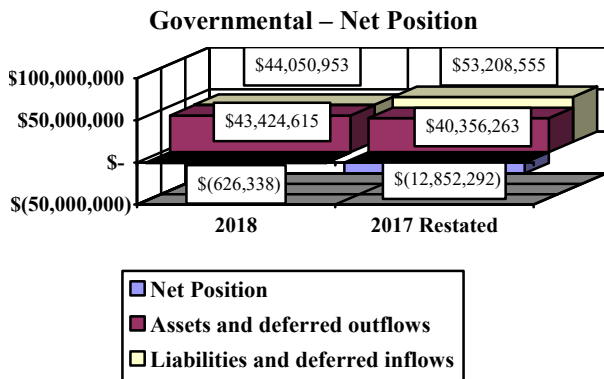 Governmental – Net Position
$44,050,953 $53,208,555
$100,000,000
$50,000,000 $43,424,615 $40,356,263
$-
$(626,338) $(12,852,292)
$(50,000,000)
2018 2017 Restated
Net Position
Assets and deferred outflows
Liabilities and deferred inflows